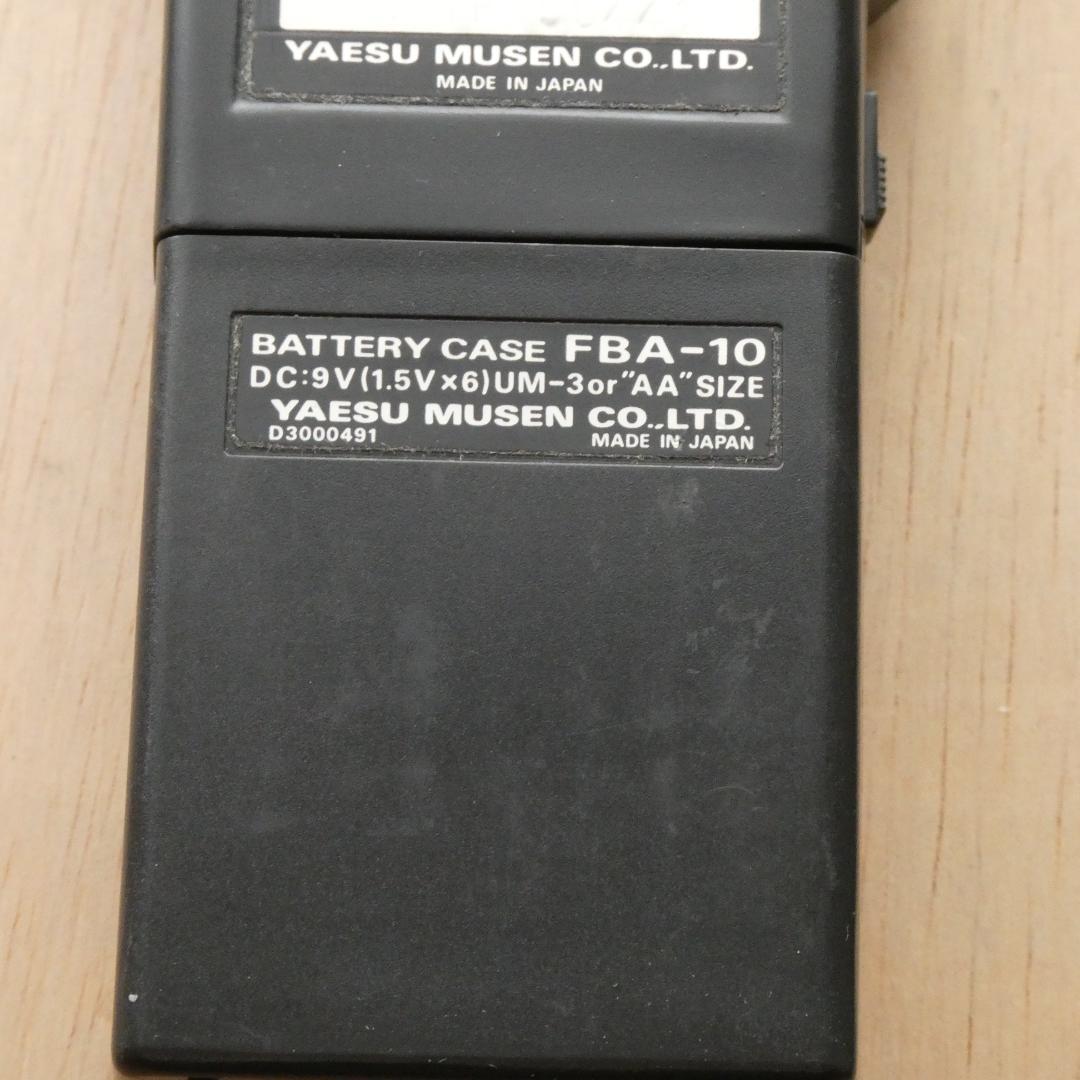 YAESU MUSEN CO.,LTD.
MADE IN JAPAN
BATTERY CASE FBA-10
DC:9V(1.5V×6)UM-3or"AA"SIZE
YAESU MUSEN CO.,LTD.
D3000491 MADE IN JAPAN